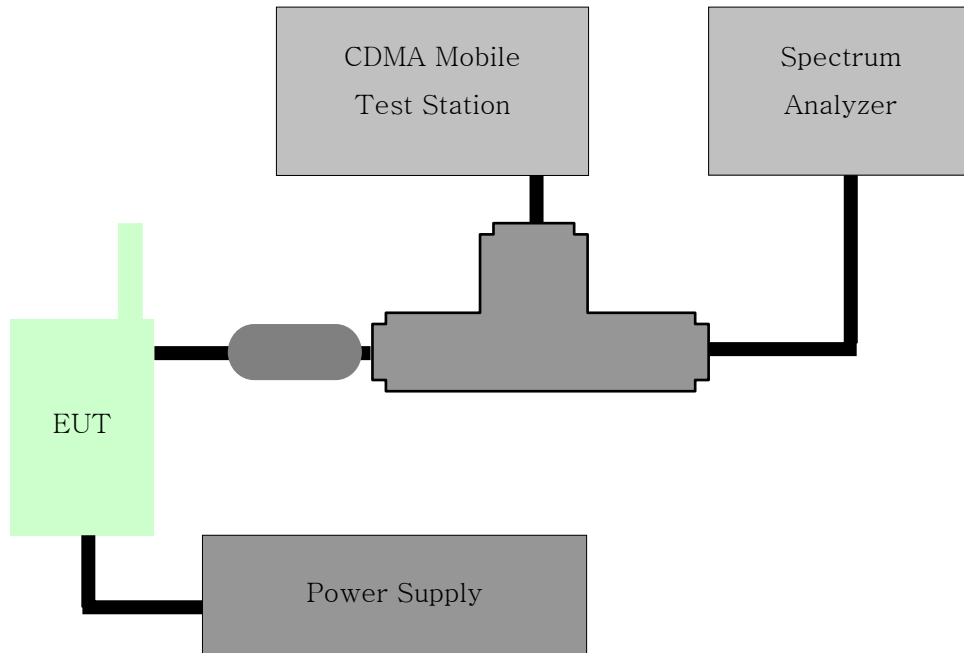 CDMA Mobile
Test Station
Spectrum
Analyzer
EUT
Power Supply